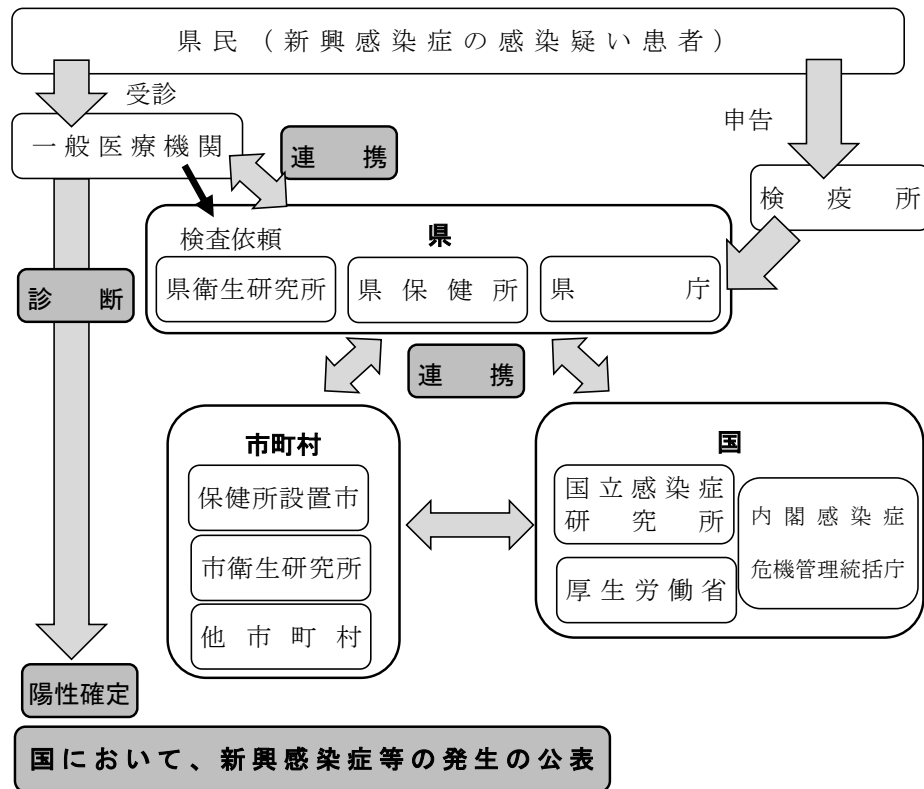 県民（新興感染症の感染疑い患者）
受診
申告
一般医療機関
連携
検疫所
検査依頼
県
県衛生研究所
県保健所
県庁
診断
連携
市町村
保健所設置市
市衛生研究所
他市町村
国
国立感染症
研究所
厚生労働省
内閣感染症
危機管理統括庁
陽性確定
国において、新興感染症等の発生の公表